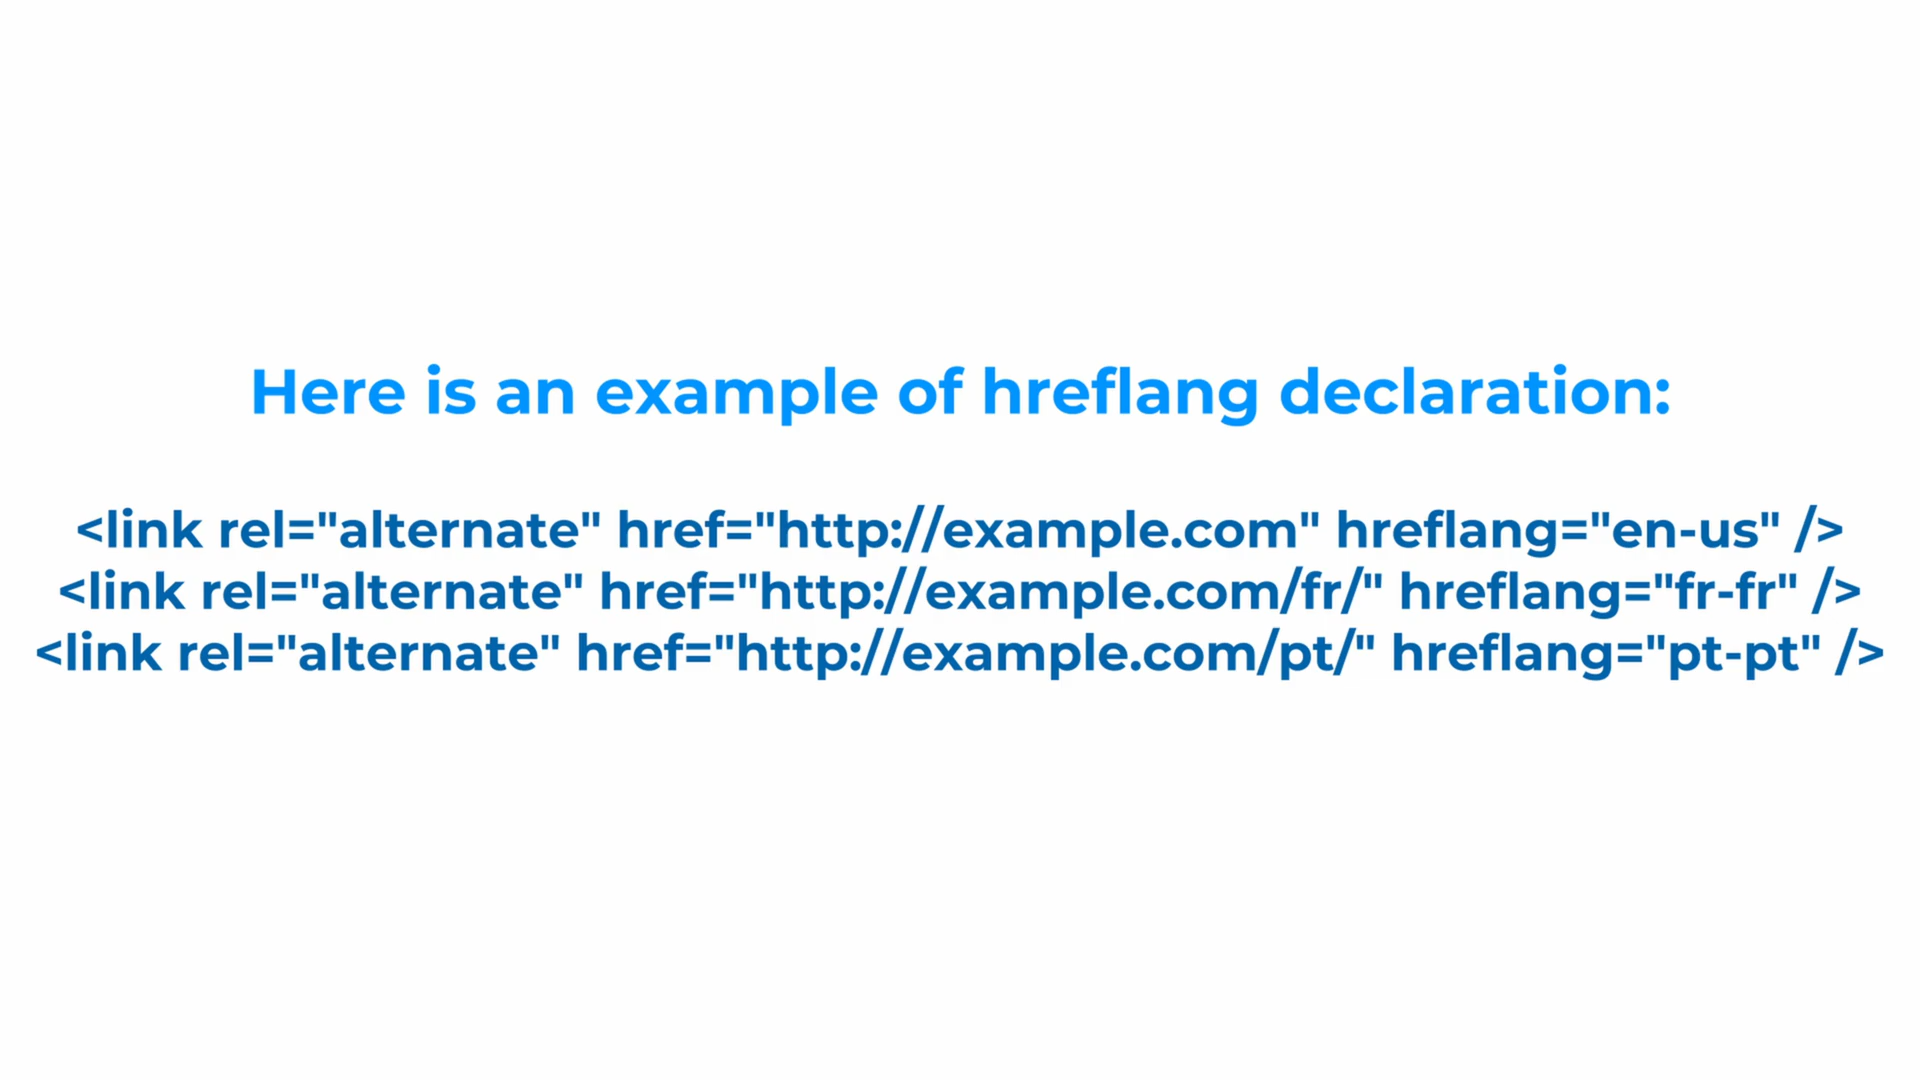 Here is an example of hreflang declaration:
<link rel="alternate" href="http://example.com" hreflang="en-us" />
<link rel="alternate" href="http://example.com/fr/" hreflang="fr-fr" />
<link rel="alternate" href="http://example.com/pt/" hreflang="pt-pt" />